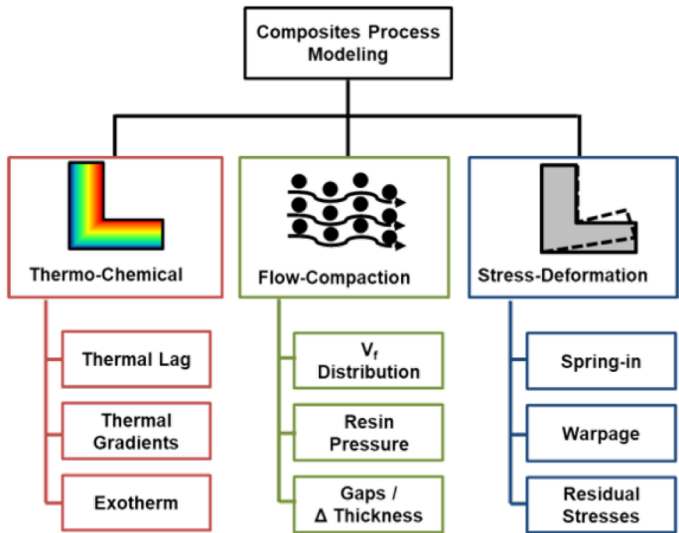 Composites Process
Modeling
Thermo-Chemical
Flow-Compaction
Stress-Deformation
Thermal Lag
Thermal
Gradients
Exotherm
V_f
Distribution
Resin
Pressure
Gaps /
Δ Thickness
Spring-in
Warpage
Residual
Stresses